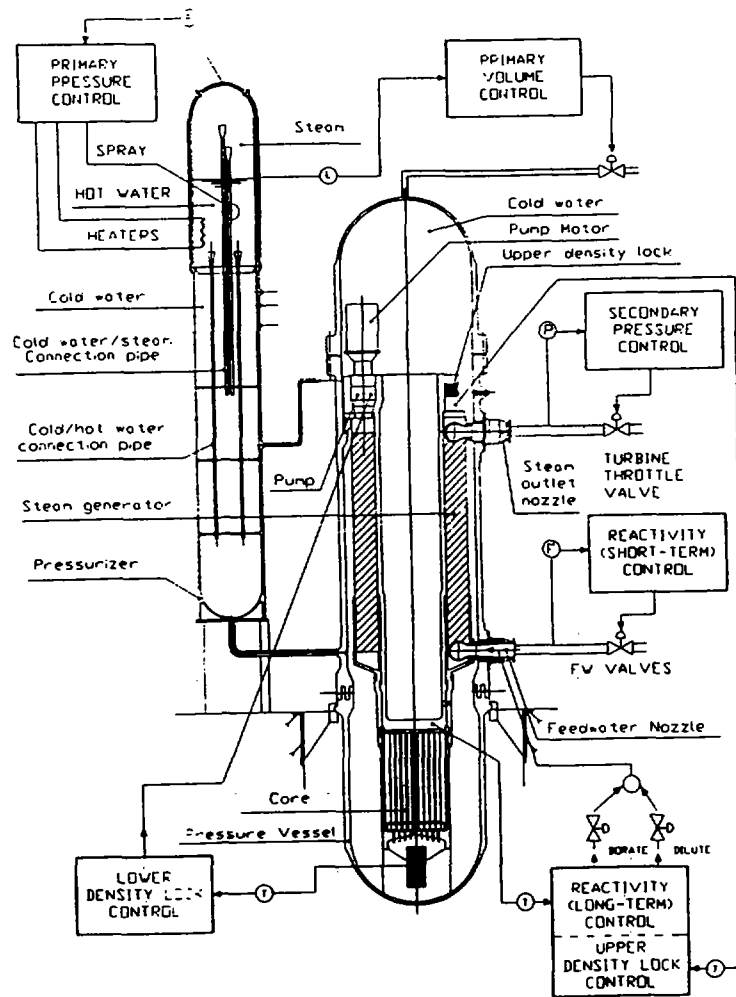 PRIMARY
PRESSURE
CONTROL
PRIMARY
VOLUME
CONTROL
Steam
SPRAY
L
HOT WATER
HEATERS
Cold water
Pump Motor
Upper density lock
Cold water
SECONDARY
PRESSURE
CONTROL
P
Cold water/steam
Connection pipe
Cold/hot water
connection pipe
Pump
Steam
outlet
nozzle
TURBINE
THROTTLE
VALVE
Steam generator
REACTIVITY
(SHORT-TERM)
CONTROL
F
Pressurizer
FW VALVES
Feedwater Nozzle
Core
Pressure Vessel
BORATE
DILUTE
LOWER
DENSITY LOCK
CONTROL
T
T
REACTIVITY
(LONG-TERM)
CONTROL
UPPER
DENSITY LOCK
CONTROL
T